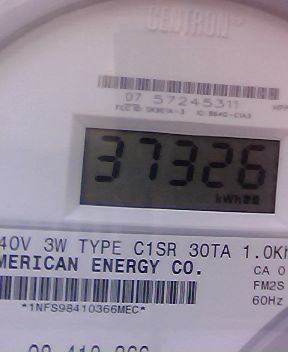 CENTRON
07 57245311
37326
kWh
40V 3W TYPE C1SR 30TA 1.0Kh
MERICAN ENERGY CO.
CA 0
FM2S
60Hz
*1NFS98410366MEC*